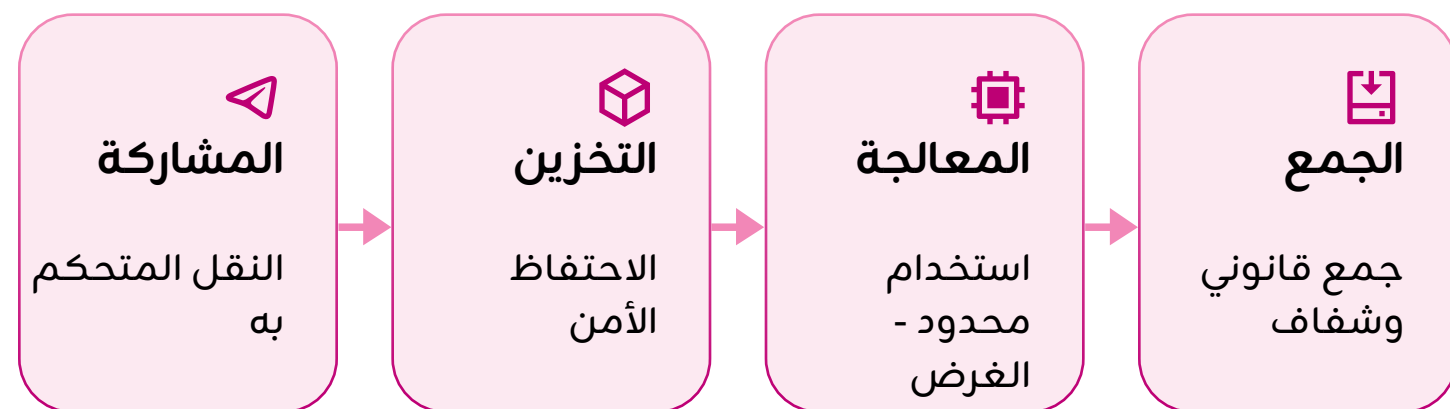 الجمع
جمع قانوني
وشفاف
المعالجة
استخدام
محدود -
الغرض
التخزين
الاحتفاظ
الأمن
المشاركة
النقل المتحكم
به